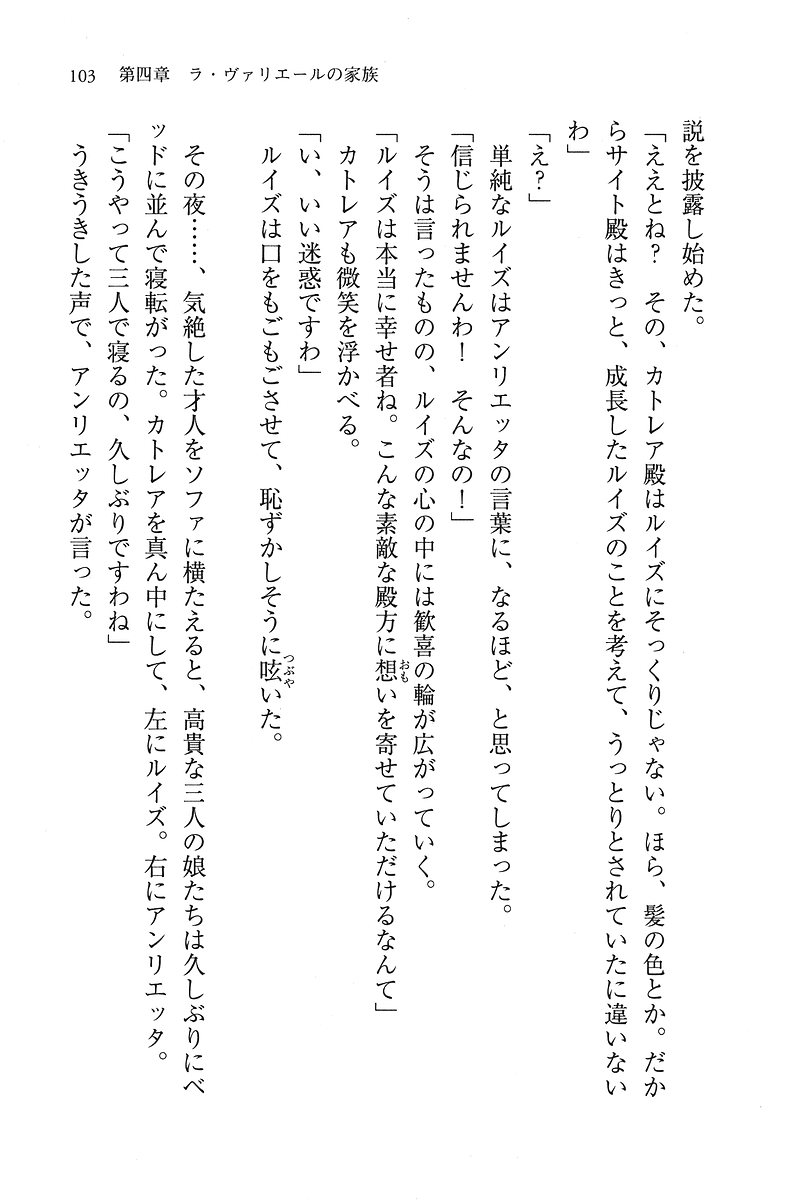 103　第四章　ラ・ヴァリエールの家族
説を披露し始めた。
「ええとね？　その、カトレア殿はルイズにそっくりじゃない。ほら、髪の色とか。だか
らサイト殿はきっと、成長したルイズのことを考えて、うっとりとされていたに違いない
わ」
「え？」
単純なルイズはアンリエッタの言葉に、なるほど、と思ってしまった。
「信じられませんわ！　そんなの！」
そうは言ったものの、ルイズの心の中には歓喜の輪が広がっていく。
「ルイズは本当に幸せ者ね。こんな素敵な殿方に想いを寄せていただけるなんて」
カトレアも微笑を浮かべる。
「い、いい迷惑ですわ」
ルイズは口をもごもごさせて、恥ずかしそうに呟いた。
その夜……、気絶した才人をソファに横たえると、高貴な三人の娘たちは久しぶりにベ
ッドに並んで寝転がった。カトレアを真ん中にして、左にルイズ。右にアンリエッタ。
「こうやって三人で寝るの、久しぶりですわね」
うきうきした声で、アンリエッタが言った。